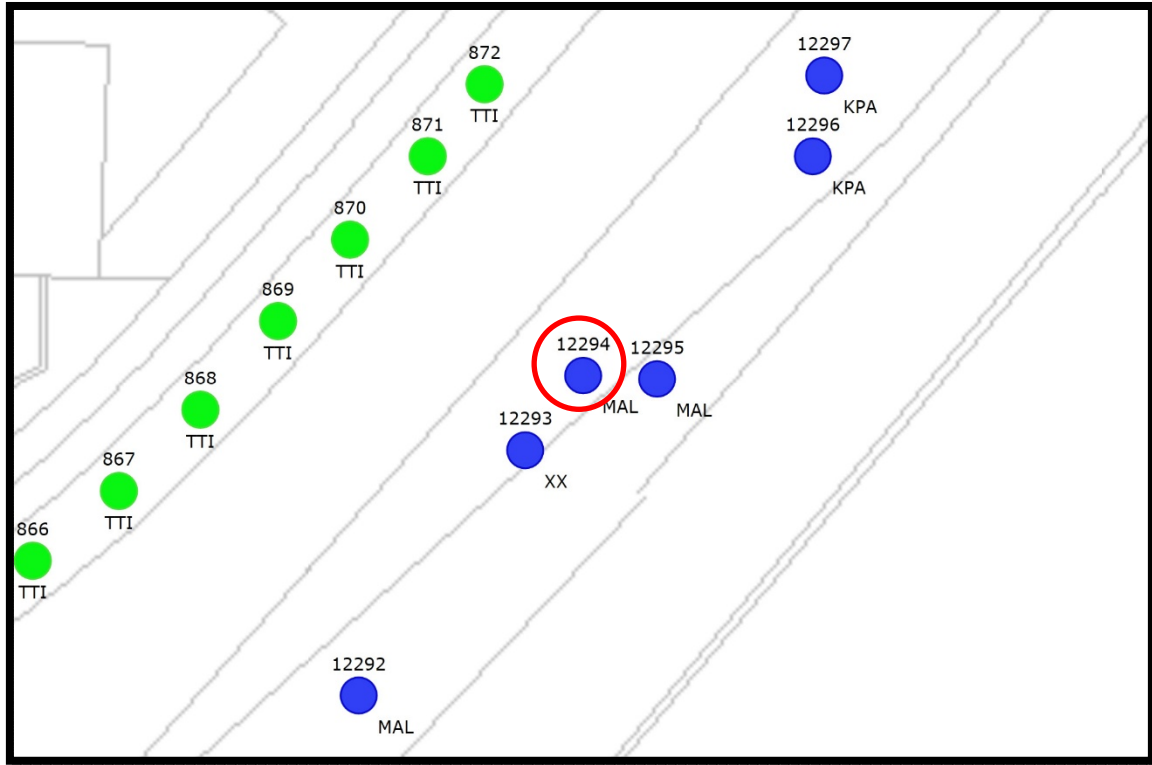 872
TTI
871
TTI
870
TTI
869
TTI
868
TTI
867
TTI
866
TTI
12297
KPA
12296
KPA
12294
MAL
12295
MAL
12293
XX
12292
MAL